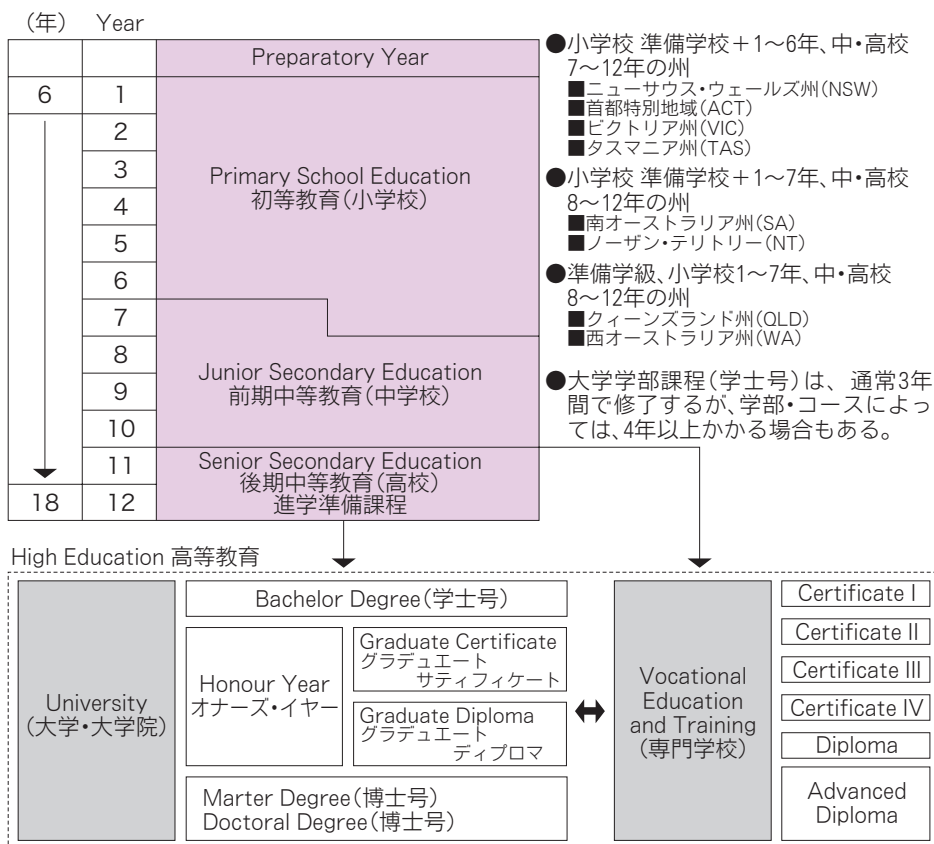 （年） Year
Preparatory Year
6 1
2
3
4
5
6
7
8
9
10
11
18 12
Primary School Education
初等教育（小学校）
Junior Secondary Education
前期中等教育（中学校）
Senior Secondary Education
後期中等教育（高校）
進学準備課程
●小学校 準備学校＋1～6年、中・高校
7～12年の州
■ニューサウス・ウェールズ州（NSW）
■首都特別地域（ACT）
■ビクトリア州（VIC）
■タスマニア州（TAS）
●小学校 準備学校＋1～7年、中・高校
8～12年の州
■南オーストラリア州（SA）
■ノーザン・テリトリー（NT）
●準備学級、小学校1～7年、中・高校
8～12年の州
■クィーンズランド州（QLD）
■西オーストラリア州（WA）
●大学学部課程（学士号）は、通常3年
間で修了するが、学部・コースによっ
ては、4年以上かかる場合もある。
High Education 高等教育
University
（大学・大学院）
Bachelor Degree（学士号）
Honour Year
オナーズ・イヤー
Graduate Certificate
グラデュエート
サティフィケート
Graduate Diploma
グラデュエート
ディプロマ
Marter Degree（博士号）
Doctoral Degree（博士号）
Vocational
Education
and Training
（専門学校）
Certificate I
Certificate II
Certificate III
Certificate IV
Diploma
Advanced
Diploma